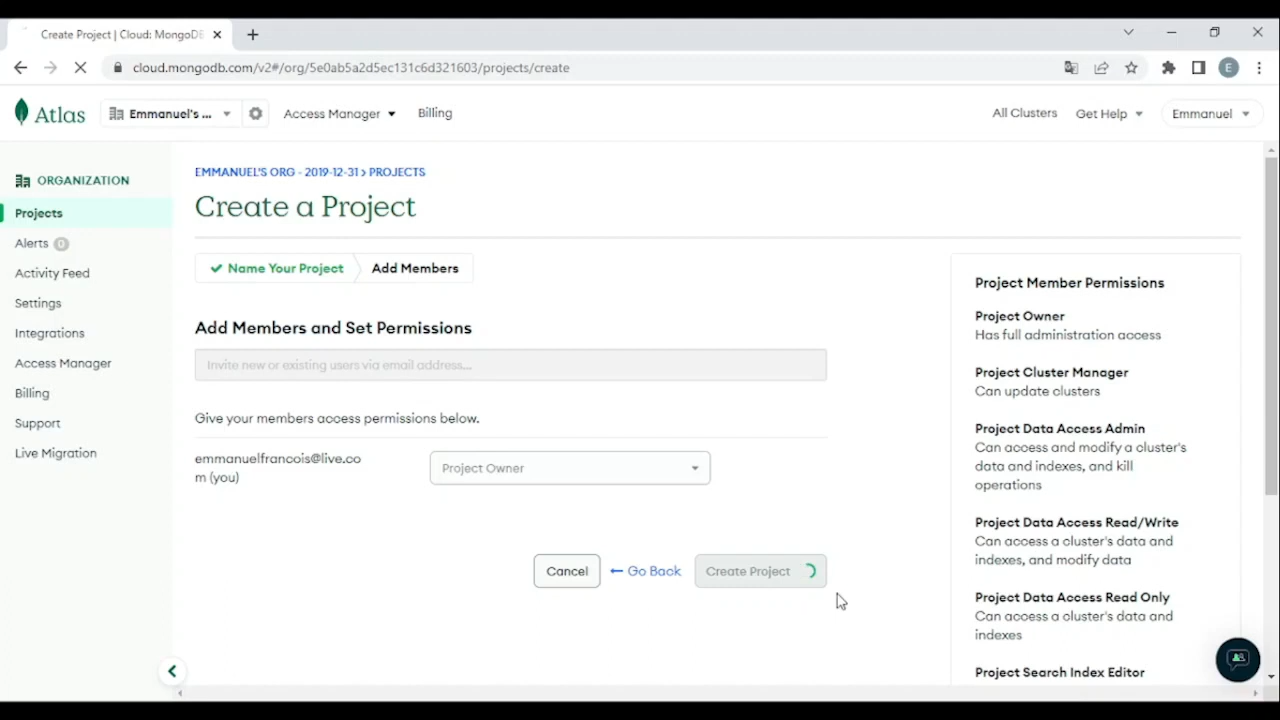 Create Project | Cloud: MongoDB
cloud.mongodb.com/v2#/org/5e0ab5a2d5ec131c6d321603/projects/create
E
Atlas
Emmanuel's ...
Access Manager
Billing
All Clusters
Get Help
Emmanuel
ORGANIZATION
Projects
Alerts 0
Activity Feed
Settings
Integrations
Access Manager
Billing
Support
Live Migration
EMMANUEL'S ORG - 2019-12-31 > PROJECTS
Create a Project
Name Your Project
Add Members
Add Members and Set Permissions
Invite new or existing users via email address...
Give your members access permissions below.
emmanuelfrancois@live.co
m (you)
Project Owner
Cancel
Go Back
Create Project
Project Member Permissions
Project Owner
Has full administration access
Project Cluster Manager
Can update clusters
Project Data Access Admin
Can access and modify a cluster's
data and indexes, and kill
operations
Project Data Access Read/Write
Can access a cluster's data and
indexes, and modify data
Project Data Access Read Only
Can access a cluster's data and
indexes
Project Search Index Editor